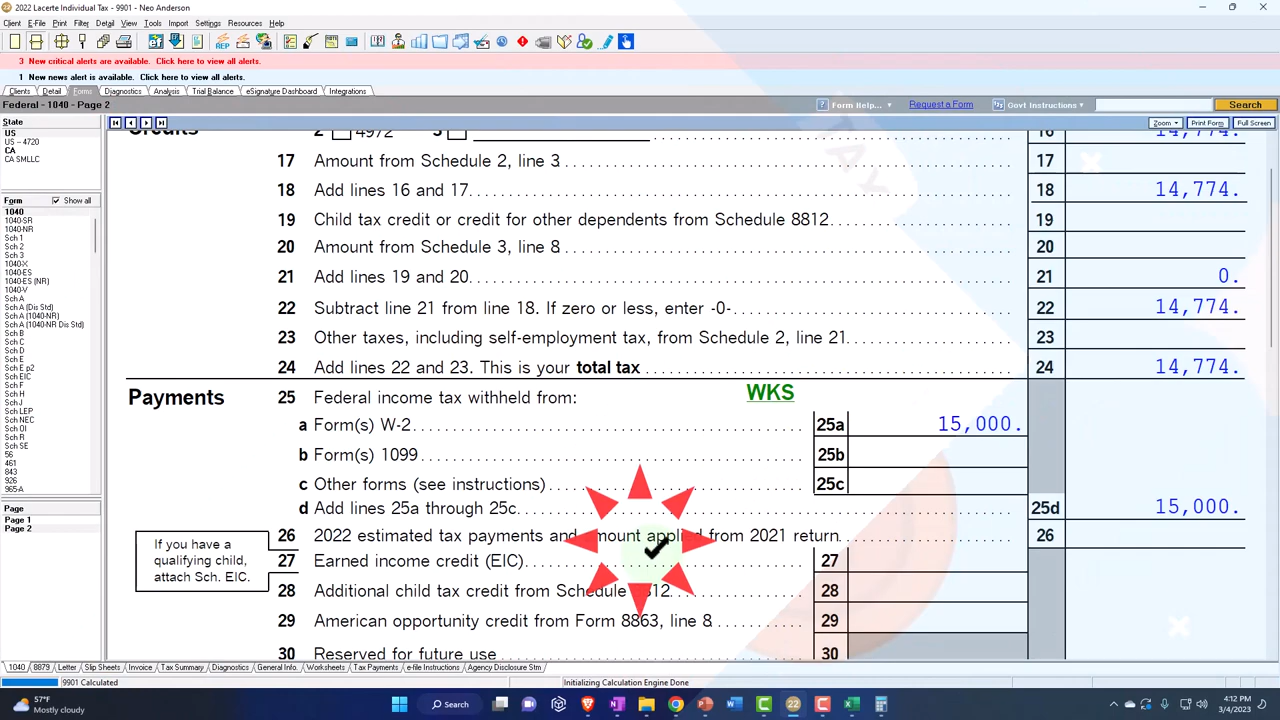 2022 Lacerte Individual Tax - 9901 - Neo Anderson
Client E-File Print Filter Detail View Tools Import Settings Resources Help
3 New critical alerts are available. Click here to view all alerts.
1 New news alert is available. Click here to view all alerts.
Clients Detail Forms Diagnostics Analysis Trial Balance eSignature Dashboard Integrations
Federal - 1040 - Page 2
Form Help... Request a Form Govt Instructions Search
Zoom Print Form Full Screen
State
US
US - 4720
CA
CA SMLLC
Form Show all
1040
1040-SR
1040-NR
Sch 1
Sch 2
Sch 3
1040-X
1040-ES
1040-ES (NR)
1040-V
Sch A
Sch A (Dis Std)
Sch A (1040-NR)
Sch A (1040-NR Dis Std)
Sch B
Sch C
Sch D
Sch E
Sch E p2
Sch EIC
Sch F
Sch H
Sch J
Sch LEP
Sch NEC
Sch OI
Sch R
Sch SE
56
461
843
926
965-A
Page
Page 1
Page 2
Credits 2 4972 3 16 14,774.
17 Amount from Schedule 2, line 3 17
18 Add lines 16 and 17 18 14,774.
19 Child tax credit or credit for other dependents from Schedule 8812 19
20 Amount from Schedule 3, line 8 20
21 Add lines 19 and 20 21 0.
22 Subtract line 21 from line 18. If zero or less, enter -0- 22 14,774.
23 Other taxes, including self-employment tax, from Schedule 2, line 21 23
24 Add lines 22 and 23. This is your total tax 24 14,774.
Payments 25 Federal income tax withheld from: WKS
a Form(s) W-2 25a 15,000.
b Form(s) 1099 25b
c Other forms (see instructions) 25c
d Add lines 25a through 25c 25d 15,000.
26 2022 estimated tax payments and amount applied from 2021 return 26
If you have a qualifying child, attach Sch. EIC.
27 Earned income credit (EIC) 27
28 Additional child tax credit from Schedule 8812 28
29 American opportunity credit from Form 8863, line 8 29
30 Reserved for future use 30
TAX
1040 8879 Letter Slip Sheets Invoice Tax Summary Diagnostics General Info. Worksheets Tax Payments e-file Instructions Agency Disclosure Stm
9901 Calculated Initializing Calculation Engine Done
57°F
Mostly cloudy
Search
4:12 PM
3/4/2023